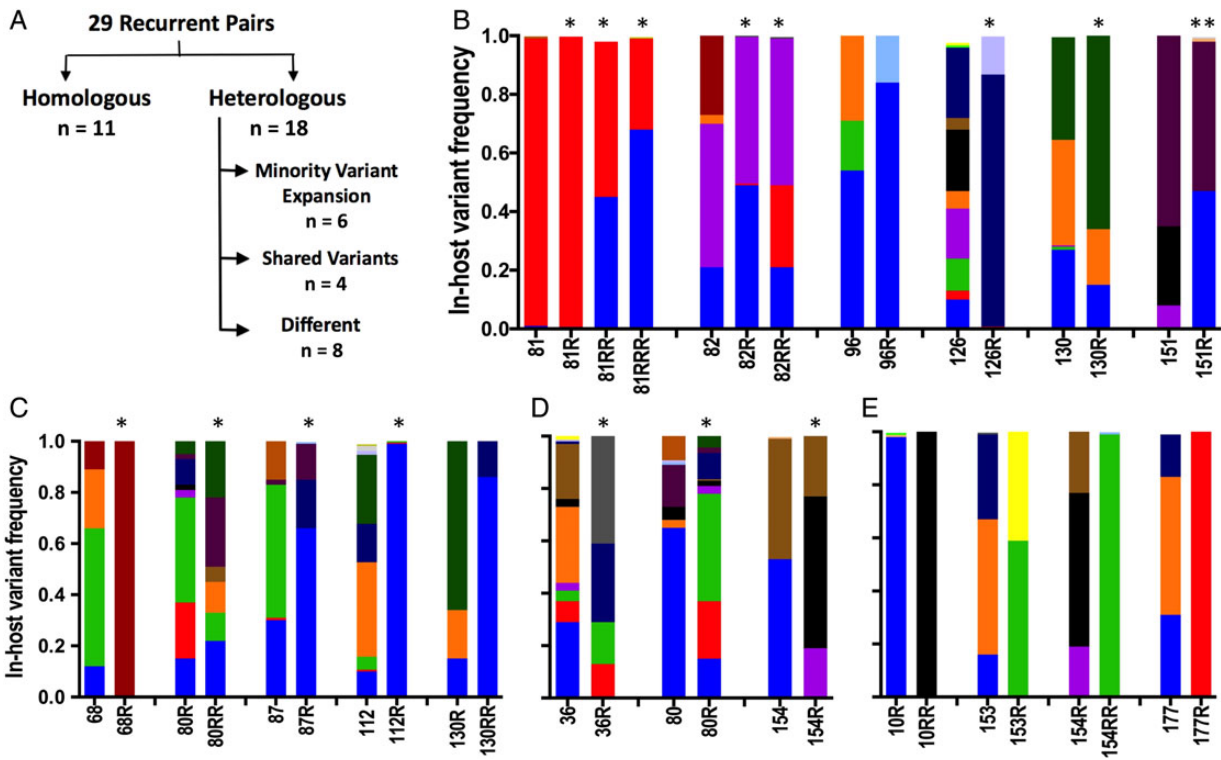 A
29 Recurrent Pairs
Homologous
n = 11
Heterologous
n = 18
Minority Variant
Expansion
n = 6
Shared Variants
n = 4
Different
n = 8
B
* * * * * * * **
In-host variant frequency
1.0
0.8
0.6
0.4
0.2
0.0
81 81R 81RR 81RRR 82 82R 82RR 96 96R 126 126R 130 130R 151 151R
C
* * * *
In-host variant frequency
1.0
0.8
0.6
0.4
0.2
0.0
68 68R 80R 80RR 87 87R 112 112R 130R 130RR
D
* * *
36 36R 80 80R 154 154R
E
10R 10RR 153 153R 154R 154RR 177 177R